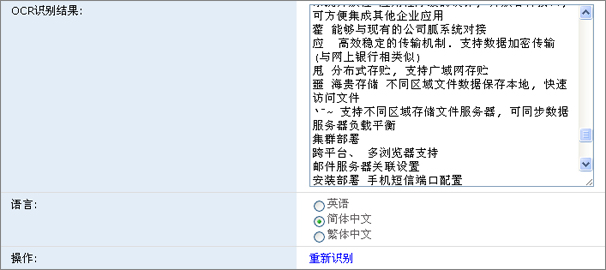 OCR识别结果:
可方便集成其他企业应用
藿 能够与现有的公司胍系统对接
应 高效稳定的传输机制. 支持数据加密传输
(与网上银行相类似)
甩 分布式存贮, 支持广域网存贮
噩 海贵存储 不同区域文件数据保存本地, 快速
访问文件
`ˉ~ 支持不同区域存储文件服务器, 可同步数据
服务器负载平衡
集群部署
跨平台、 多浏览器支持
邮件服务器关联设置
安装部署 手机短信端口配置
语言:
英语
简体中文
繁体中文
操作:
重新识别